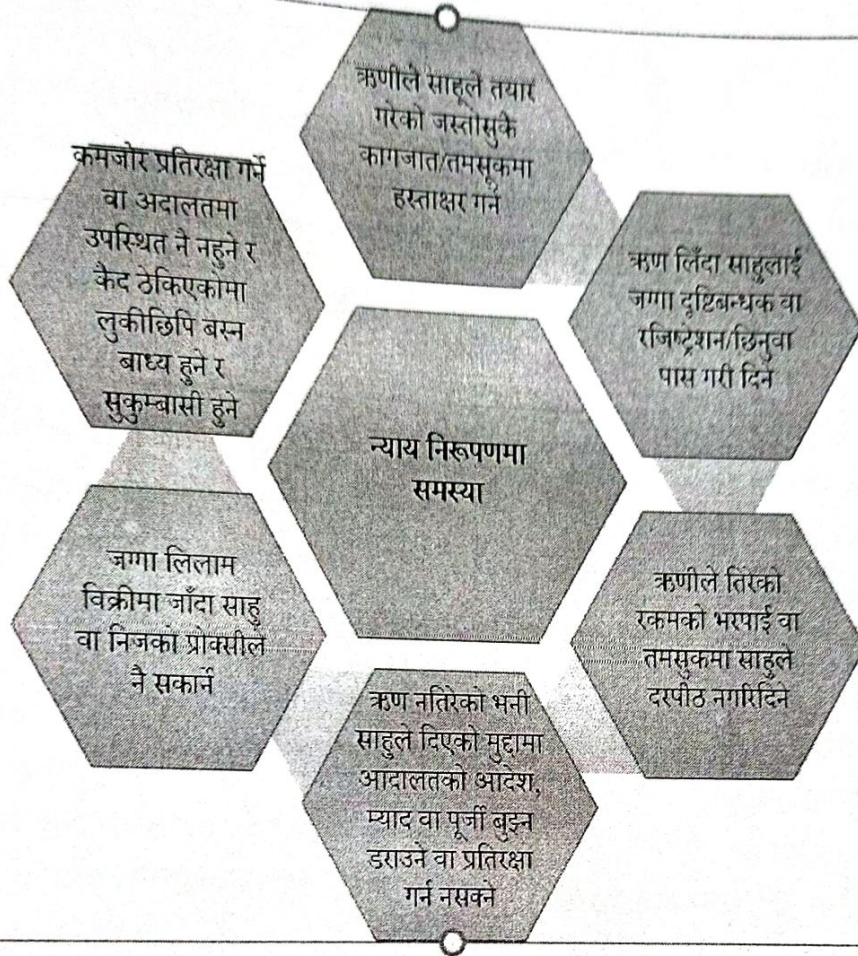 ऋणीले साहूले तयार
गरेको जस्तोसुकै
कागजात/तमसूकमा
हस्ताक्षर गर्ने
ऋण लिँदा साहुलाई
जग्गा दृष्टिबन्धक वा
रजिष्ट्रेशन/छिनुवा
पास गरी दिने
ऋणीले तिरेको
रकमको भरपाई वा
तमसुकमा साहुले
दरपीठ नगरिदिने
ऋण नतिरेको भनी
साहुले दिएको मुद्दामा
आदालतको आदेश,
म्याद वा पूर्जी बुझ्न
डराउने वा प्रतिरक्षा
गर्न नसक्ने
जग्गा लिलाम
विक्रीमा जाँदा साहु
वा निजका प्रोक्सीले
नै सकार्ने
कमजोर प्रतिरक्षा गर्ने
वा अदालतमा
उपस्थित नै नहुने र
कैद ठेकिएकोमा
लुकीछिपि बस्न
बाध्य हुने र
सुकुम्बासी हुने
न्याय निरूपणमा
समस्या